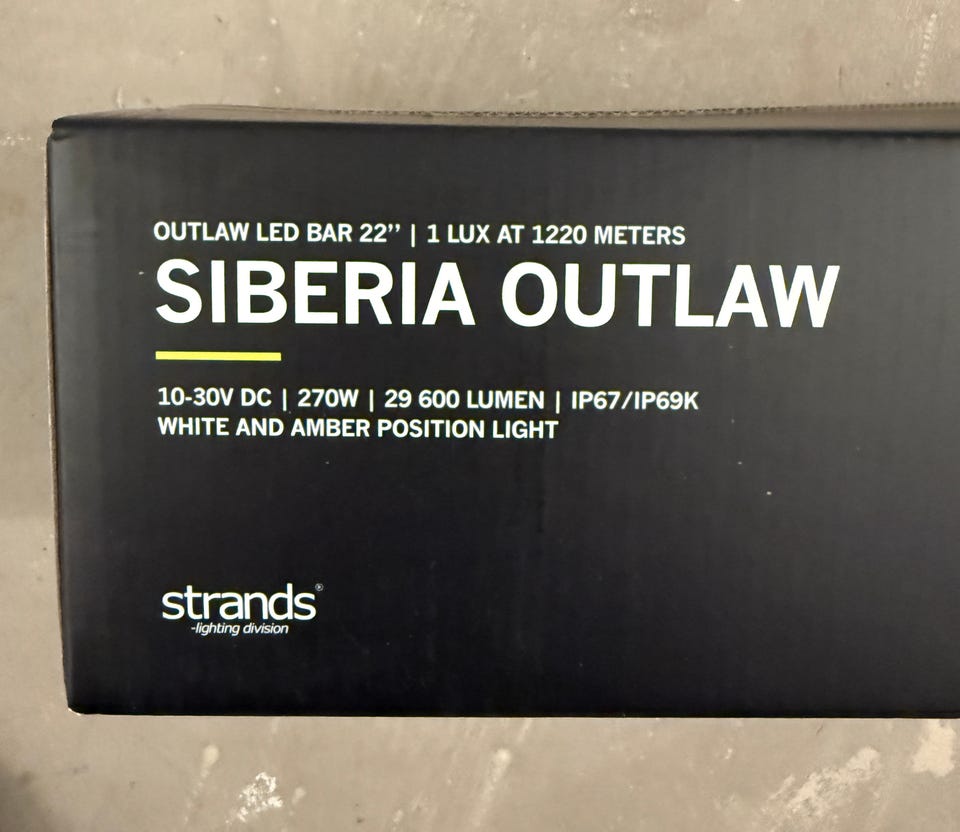 OUTLAW LED BAR 22’’ | 1 LUX AT 1220 METERS
SIBERIA OUTLAW
10-30V DC | 270W | 29 600 LUMEN | IP67/IP69K
WHITE AND AMBER POSITION LIGHT
strands®
-lighting division